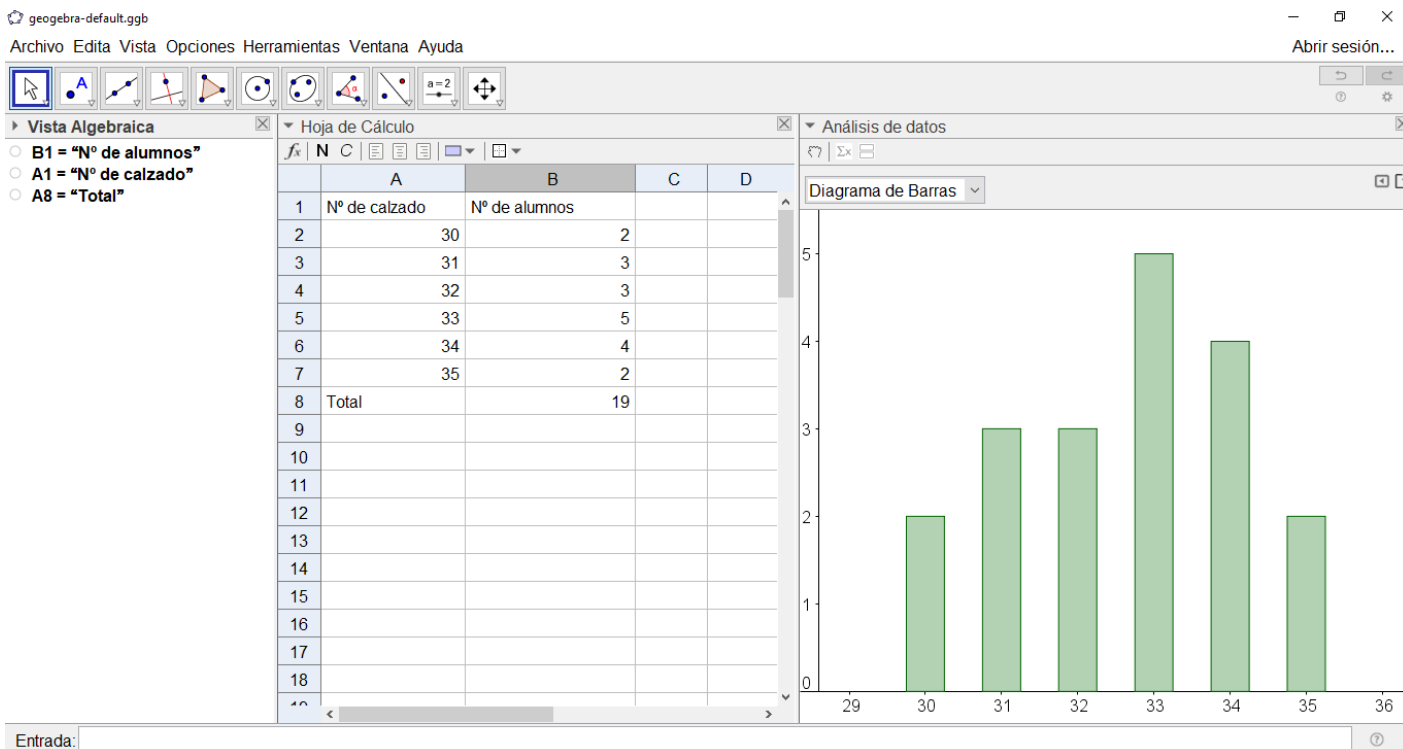 geogebra-default.ggb
Archivo Edita Vista Opciones Herramientas Ventana Ayuda
Abrir sesión...
A
α
a=2
Vista Algebraica
B1 = “Nº de alumnos”
A1 = “Nº de calzado”
A8 = “Total”
Hoja de Cálculo
fx N C
A B C D
1 Nº de calzado Nº de alumnos
2 30 2
3 31 3
4 32 3
5 33 5
6 34 4
7 35 2
8 Total 19
9
10
11
12
13
14
15
16
17
18
Análisis de datos
Σx
Diagrama de Barras
5
4
3
2
1
0
29 30 31 32 33 34 35 36
Entrada: